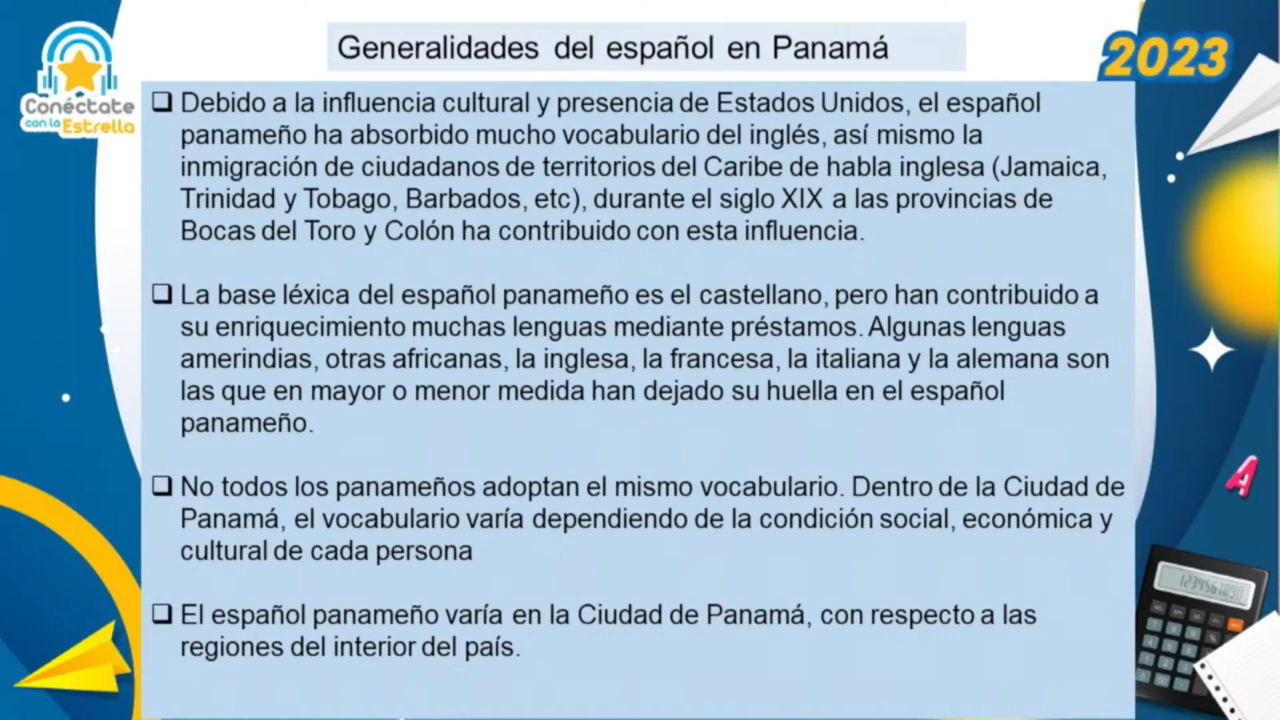 Generalidades del español en Panamá
2023
Conéctate
con la Estrella
Debido a la influencia cultural y presencia de Estados Unidos, el español
panameño ha absorbido mucho vocabulario del inglés, así mismo la
inmigración de ciudadanos de territorios del Caribe de habla inglesa (Jamaica,
Trinidad y Tobago, Barbados, etc), durante el siglo XIX a las provincias de
Bocas del Toro y Colón ha contribuido con esta influencia.
La base léxica del español panameño es el castellano, pero han contribuido a
su enriquecimiento muchas lenguas mediante préstamos. Algunas lenguas
amerindias, otras africanas, la inglesa, la francesa, la italiana y la alemana son
las que en mayor o menor medida han dejado su huella en el español
panameño.
No todos los panameños adoptan el mismo vocabulario. Dentro de la Ciudad de
Panamá, el vocabulario varía dependiendo de la condición social, económica y
cultural de cada persona
El español panameño varía en la Ciudad de Panamá, con respecto a las
regiones del interior del país.
A
1234567890